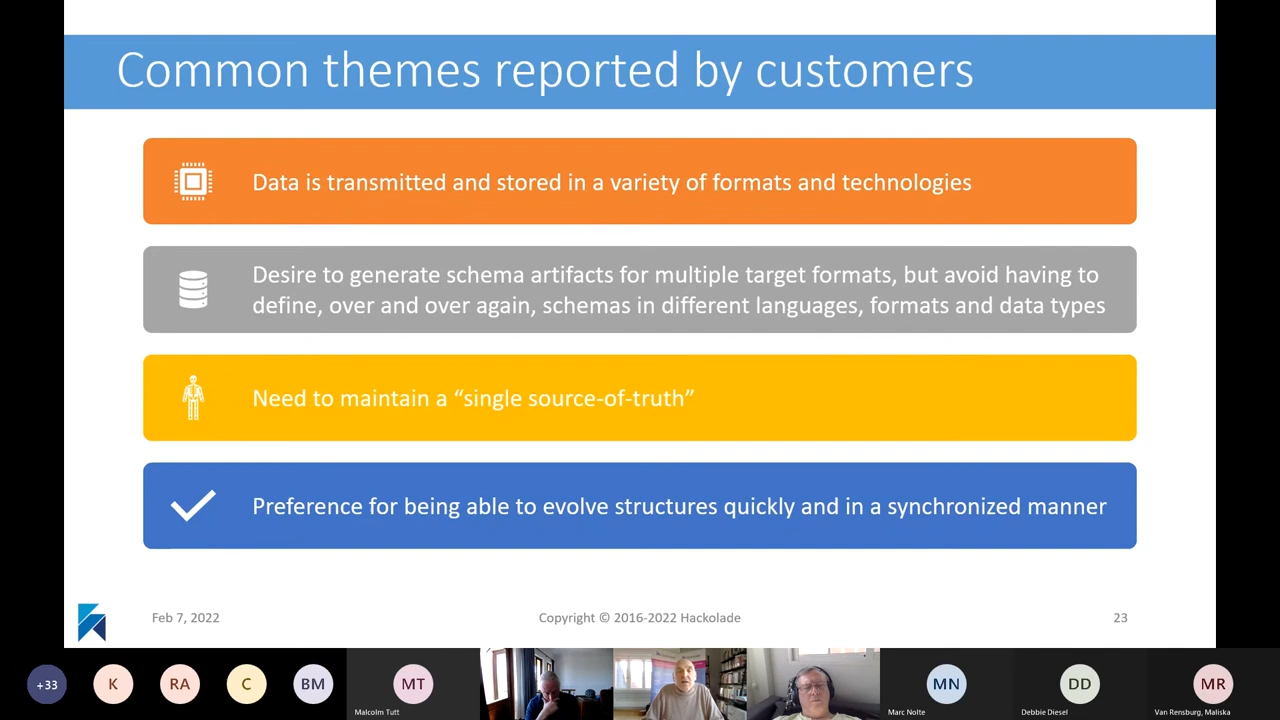 Common themes reported by customers
Data is transmitted and stored in a variety of formats and technologies
Desire to generate schema artifacts for multiple target formats, but avoid having to
define, over and over again, schemas in different languages, formats and data types
Need to maintain a “single source-of-truth”
Preference for being able to evolve structures quickly and in a synchronized manner
Feb 7, 2022
Copyright © 2016-2022 Hackolade
23
+33
K
RA
C
BM
MT
MN
DD
MR
Malcolm Tutt
Marc Nolte
Debbie Diesel
Van Rensburg, Maliska